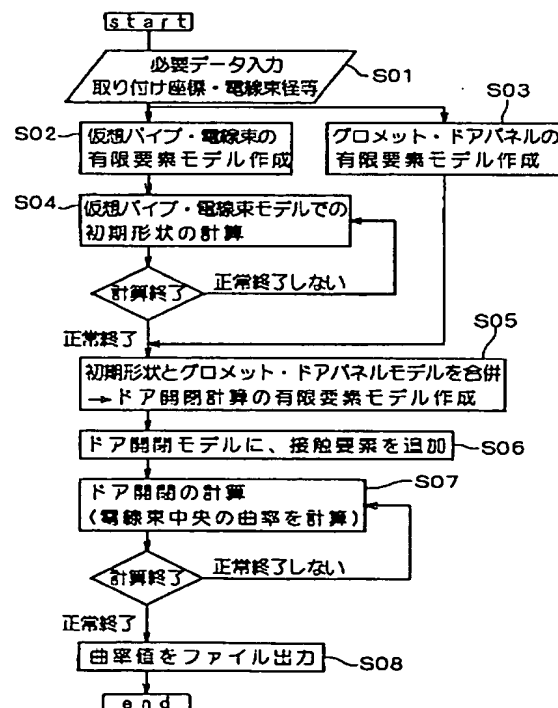 start
必要データ入力
取り付け座標・電線束径等
S01
S03
S02
仮想パイプ・電線束の
有限要素モデル作成
グロメット・ドアパネルの
有限要素モデル作成
S04
仮想パイプ・電線束モデルでの
初期形状の計算
計算終了
正常終了しない
正常終了
S05
初期形状とグロメット・ドアパネルモデルを合併
→ドア開閉計算の有限要素モデル作成
ドア開閉モデルに、接触要素を追加
S06
S07
ドア開閉の計算
(電線束中央の曲率を計算)
計算終了
正常終了しない
正常終了
曲率値をファイル出力
S08
end